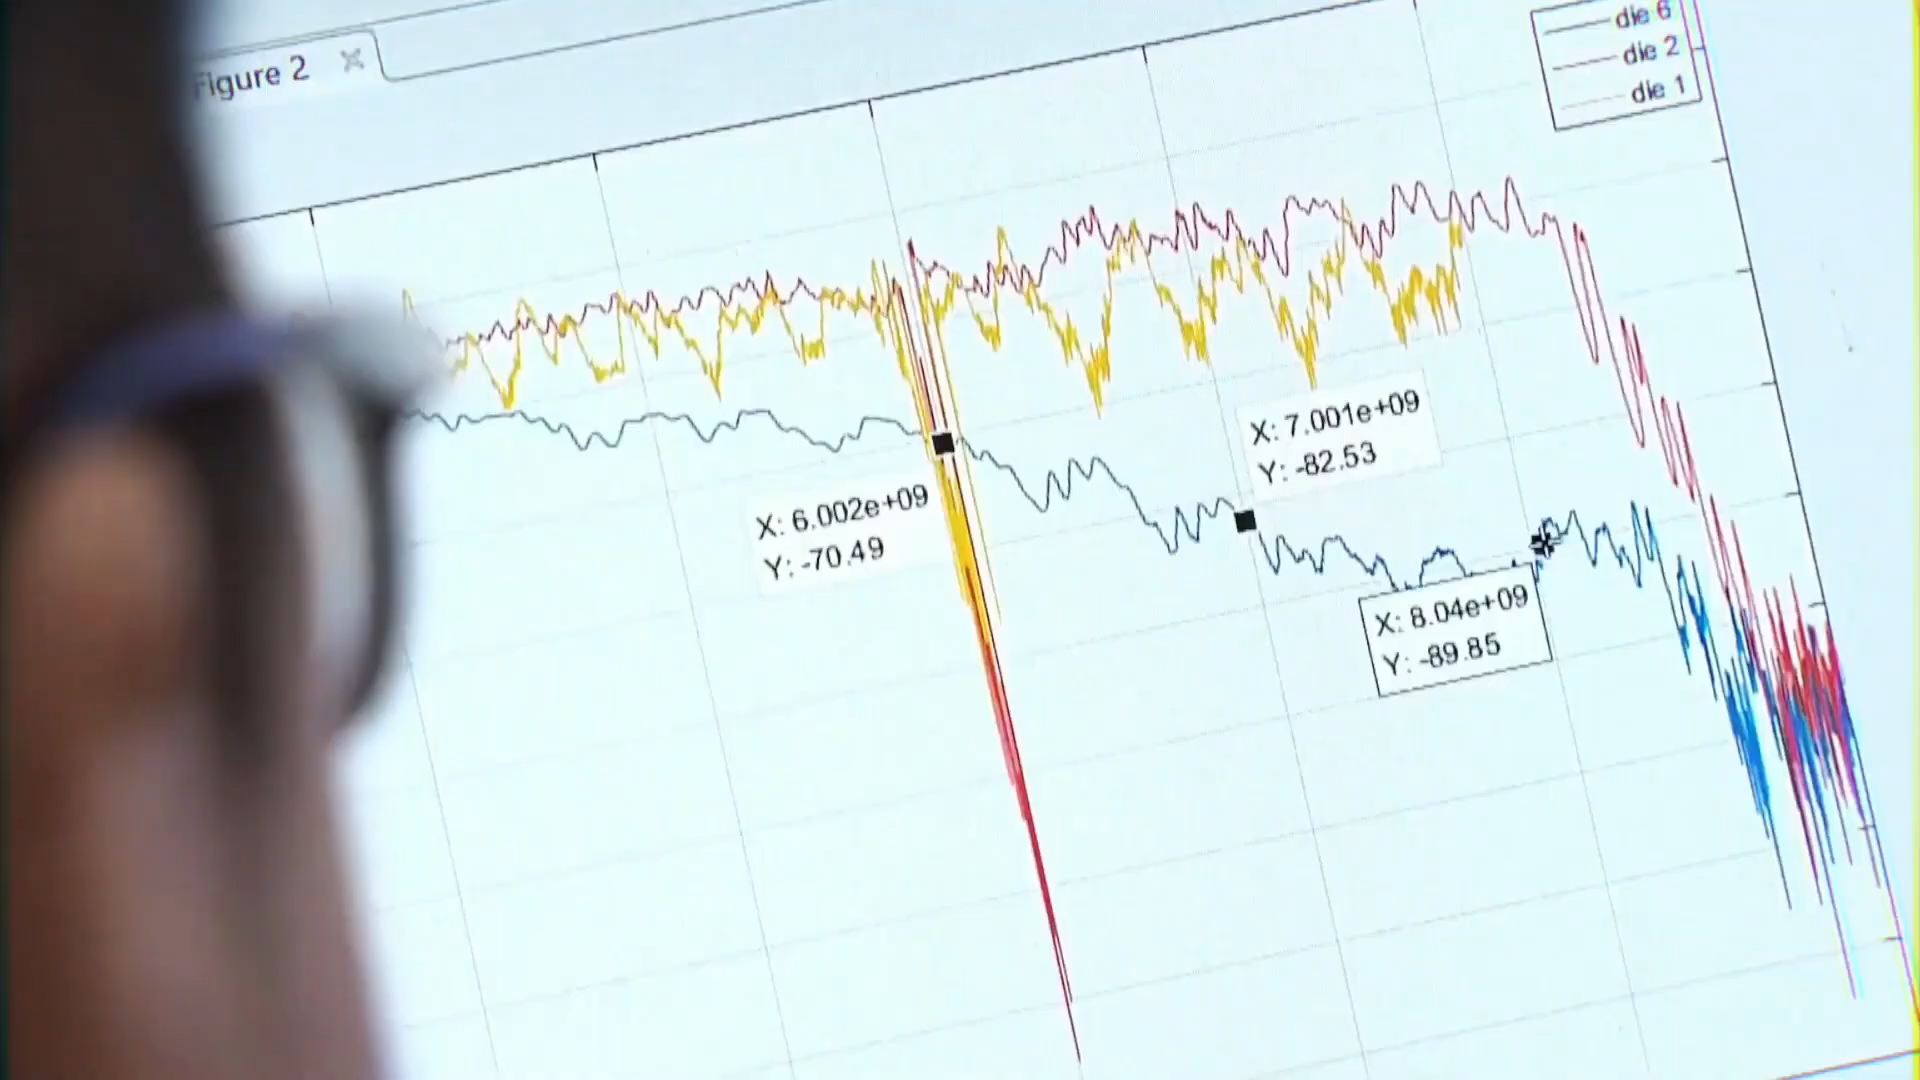 Figure 2
die 6
die 2
die 1
X: 7.001e+09
Y: -82.53
X: 6.002e+09
Y: -70.49
X: 8.04e+09
Y: -89.85